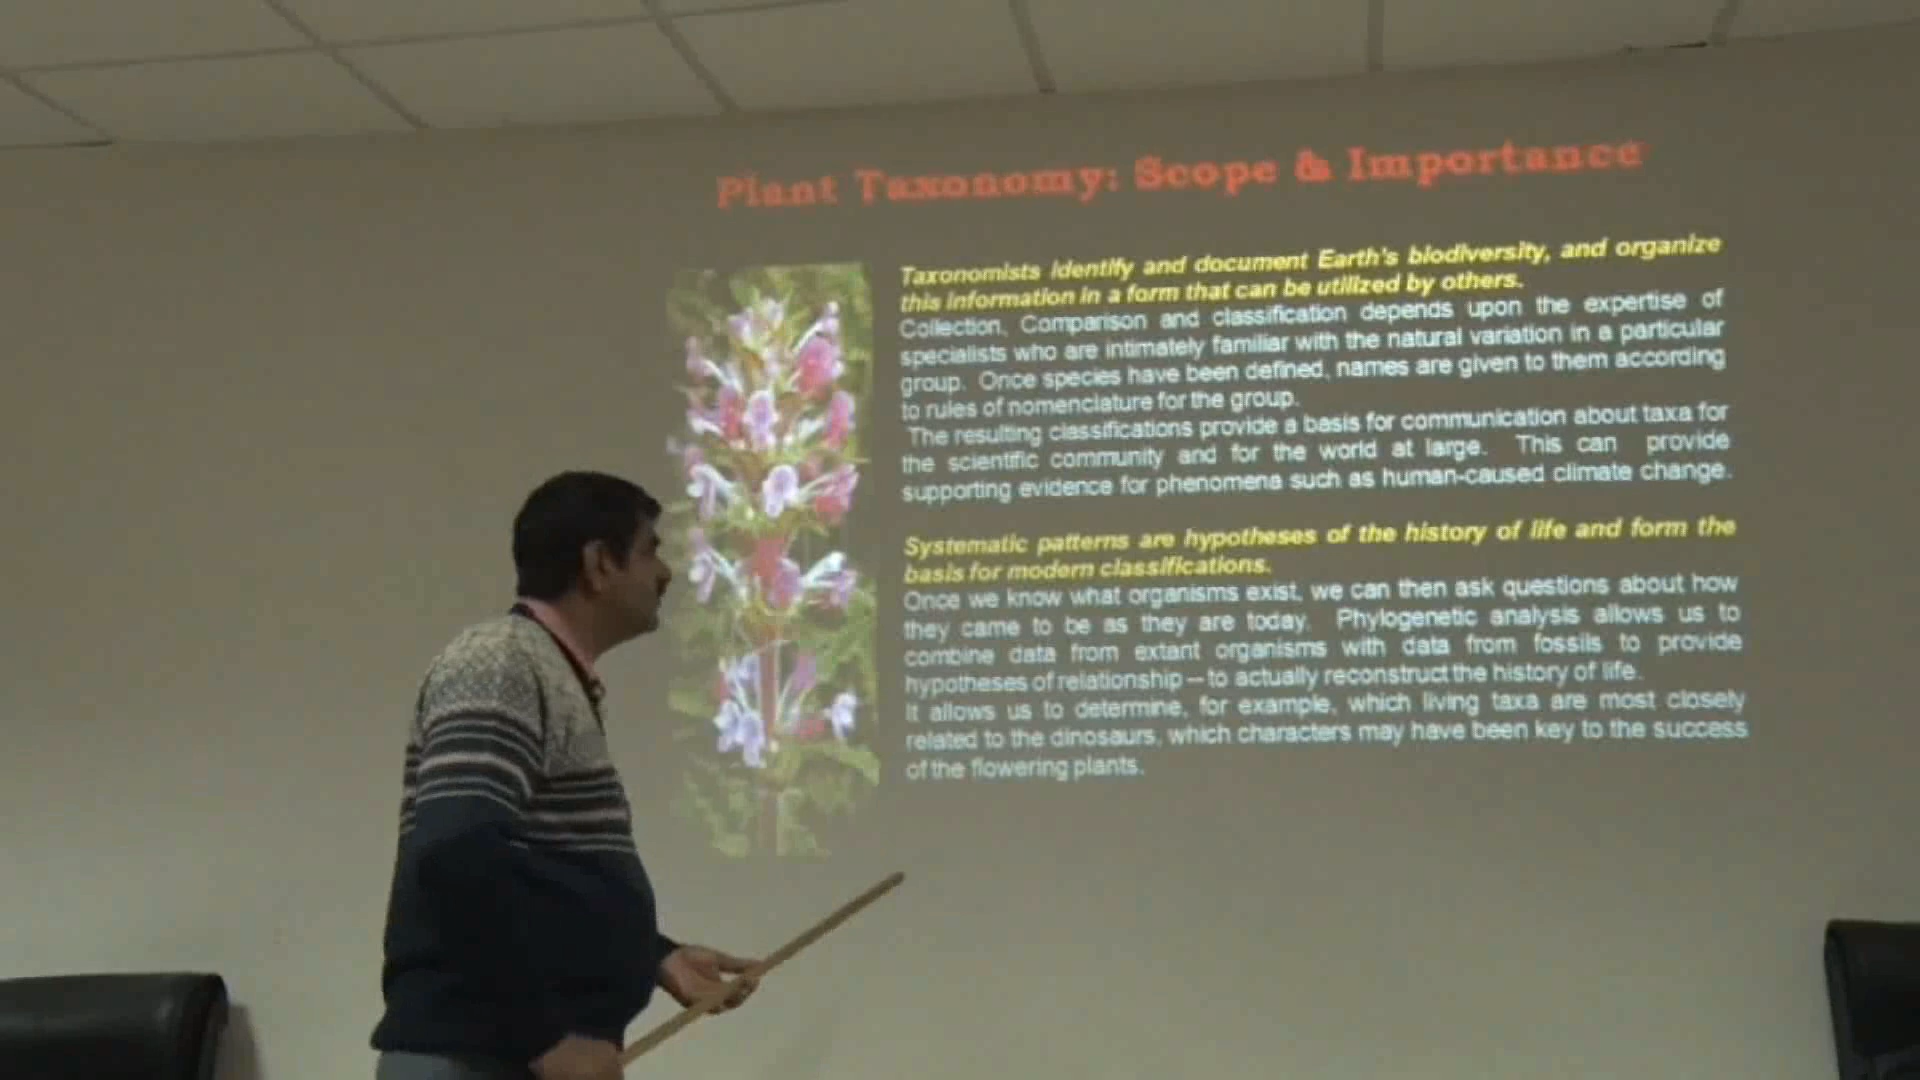 Plant Taxonomy: Scope & Importance
Taxonomists identify and document Earth's biodiversity, and organize
this information in a form that can be utilized by others.
Collection, Comparison and classification depends upon the expertise of
specialists who are intimately familiar with the natural variation in a particular
group. Once species have been defined, names are given to them according
to rules of nomenclature for the group.
The resulting classifications provide a basis for communication about taxa for
the scientific community and for the world at large. This can provide
supporting evidence for phenomena such as human-caused climate change.
Systematic patterns are hypotheses of the history of life and form the
basis for modern classifications.
Once we know what organisms exist, we can then ask questions about how
they came to be as they are today. Phylogenetic analysis allows us to
combine data from extant organisms with data from fossils to provide
hypotheses of relationship – to actually reconstruct the history of life.
It allows us to determine, for example, which living taxa are most closely
related to the dinosaurs, which characters may have been key to the success
of the flowering plants.